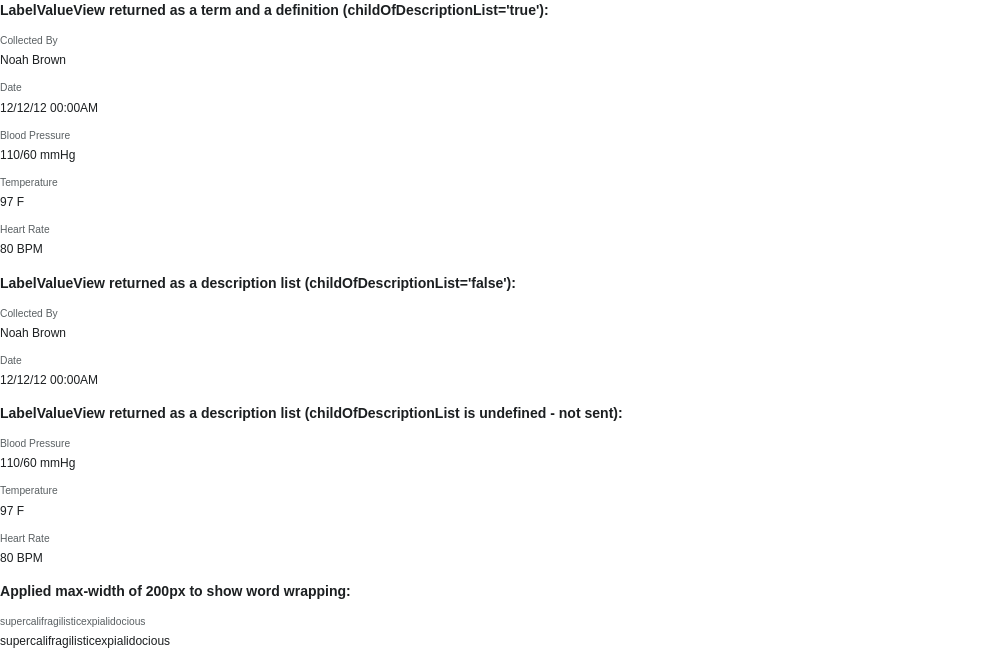 LabelValueView returned as a term and a definition (childOfDescriptionList='true'):
Collected By
Noah Brown
Date
12/12/12 00:00AM
Blood Pressure
110/60 mmHg
Temperature
97 F
Heart Rate
80 BPM
LabelValueView returned as a description list (childOfDescriptionList='false'):
Collected By
Noah Brown
Date
12/12/12 00:00AM
LabelValueView returned as a description list (childOfDescriptionList is undefined - not sent):
Blood Pressure
110/60 mmHg
Temperature
97 F
Heart Rate
80 BPM
Applied max-width of 200px to show word wrapping:
supercalifragilisticexpialidocious
supercalifragilisticexpialidocious